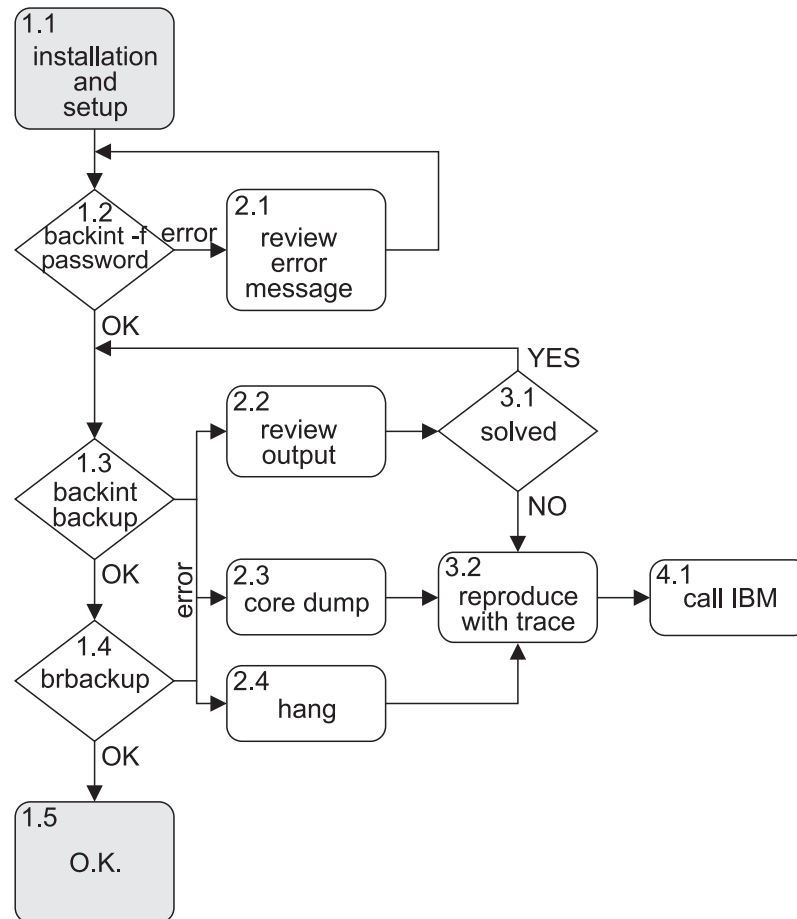 1.1
installation
and
setup
1.2
backint -f
password
error
2.1
review
error
message
OK
YES
2.2
review
output
3.1
solved
1.3
backint
backup
NO
OK
error
2.3
core dump
3.2
reproduce
with trace
4.1
call IBM
1.4
brbackup
2.4
hang
OK
1.5
O.K.